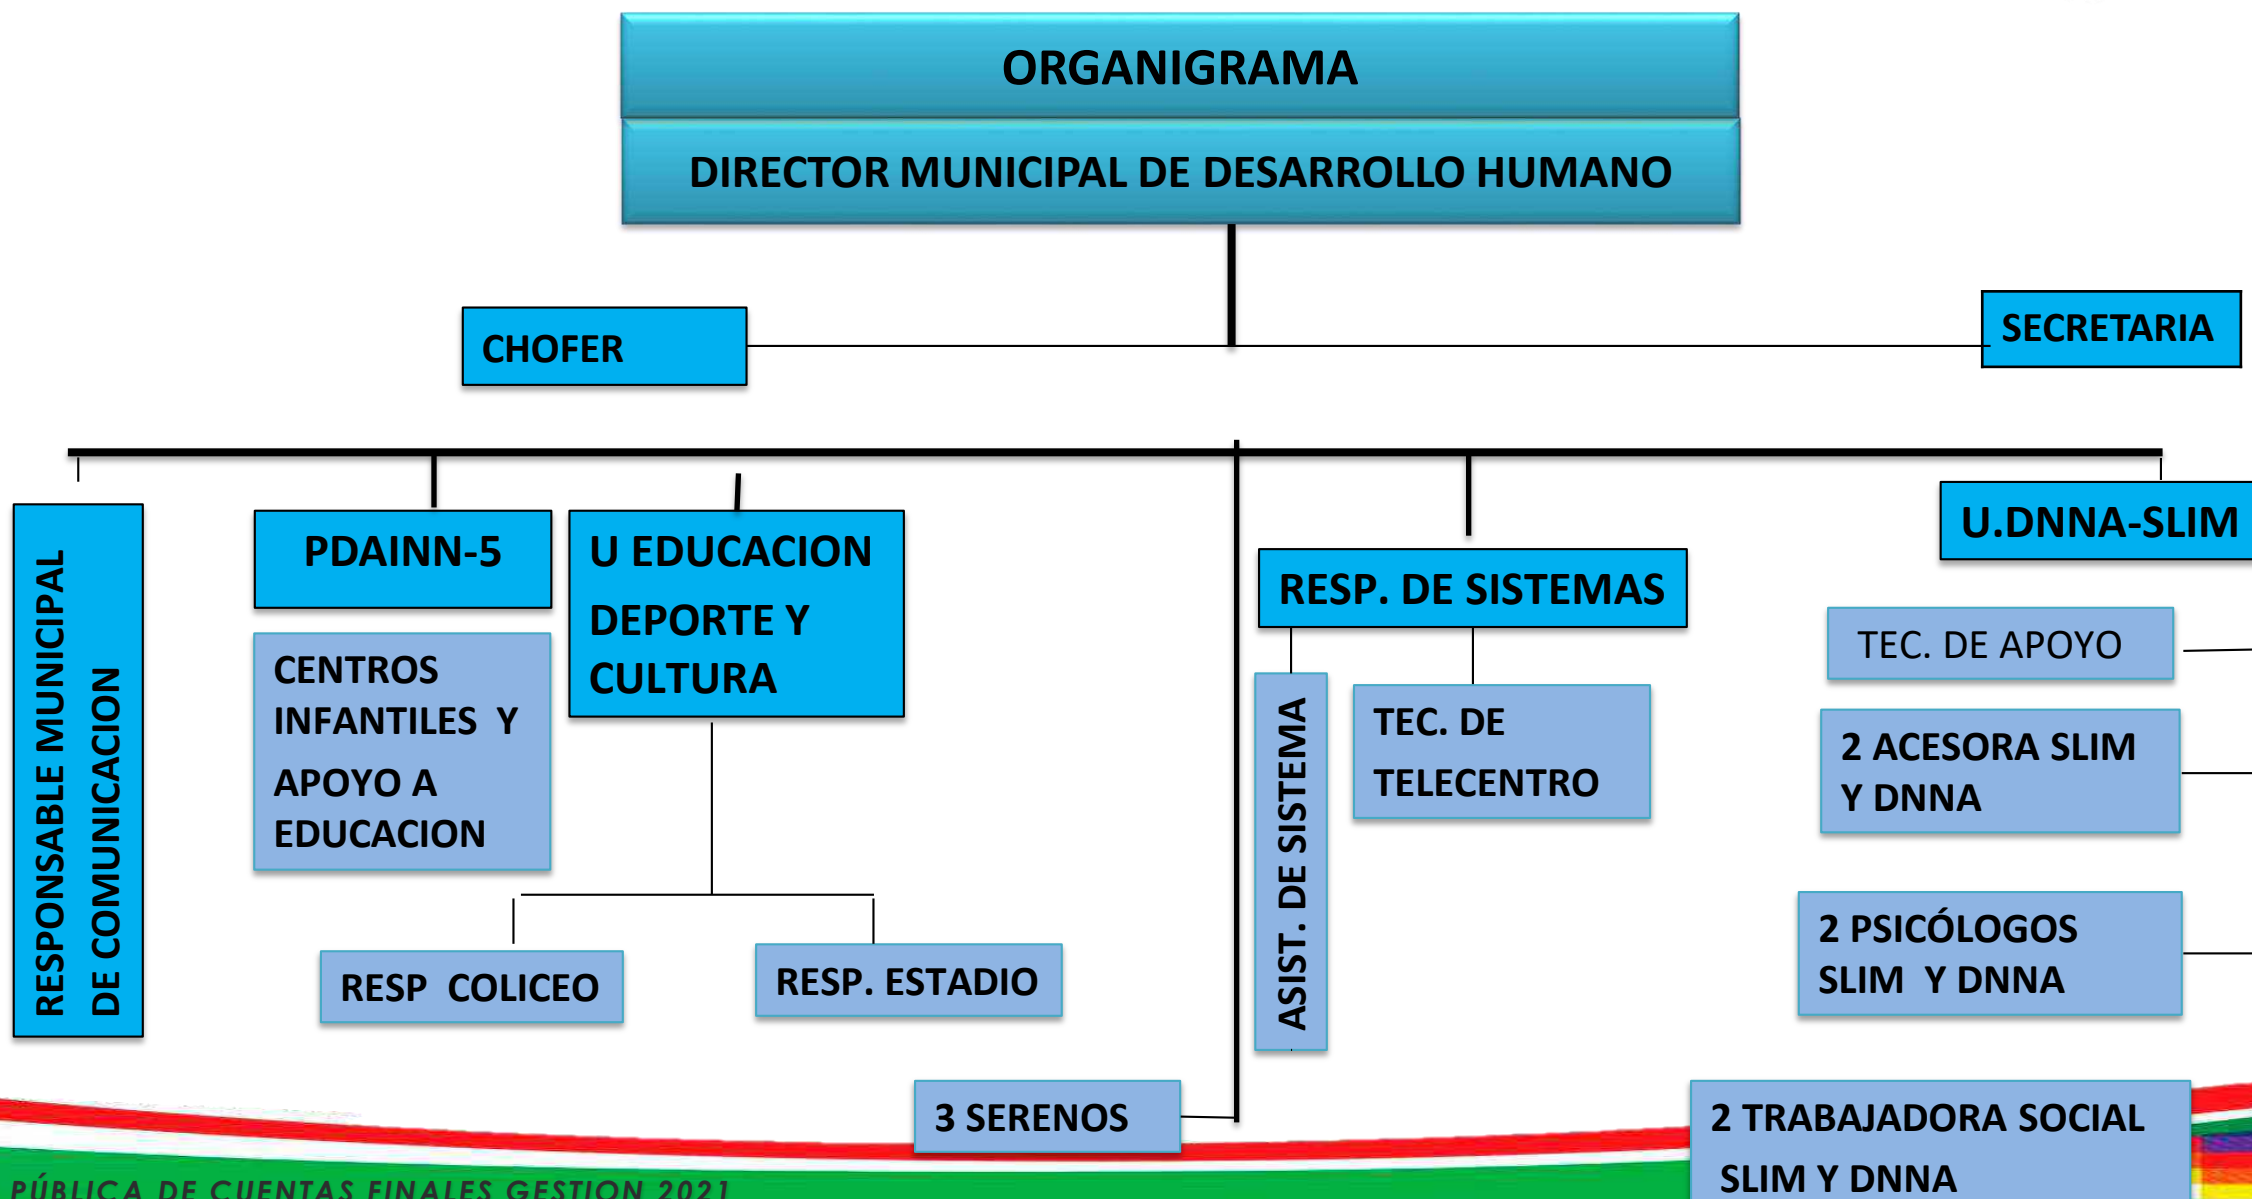 ORGANIGRAMA
DIRECTOR MUNICIPAL DE DESARROLLO HUMANO
CHOFER
SECRETARIA
RESPONSABLE MUNICIPAL
DE COMUNICACION
PDAINN-5
CENTROS
INFANTILES Y
APOYO A
EDUCACION
U EDUCACION
DEPORTE Y
CULTURA
RESP COLICEO
RESP. ESTADIO
3 SERENOS
RESP. DE SISTEMAS
ASIST. DE SISTEMA
TEC. DE
TELECENTRO
U.DNNA-SLIM
TEC. DE APOYO
2 ACESORA SLIM
Y DNNA
2 PSICÓLOGOS
SLIM Y DNNA
2 TRABAJADORA SOCIAL
SLIM Y DNNA
PÚBLICA DE CUENTAS FINALES GESTION 2021